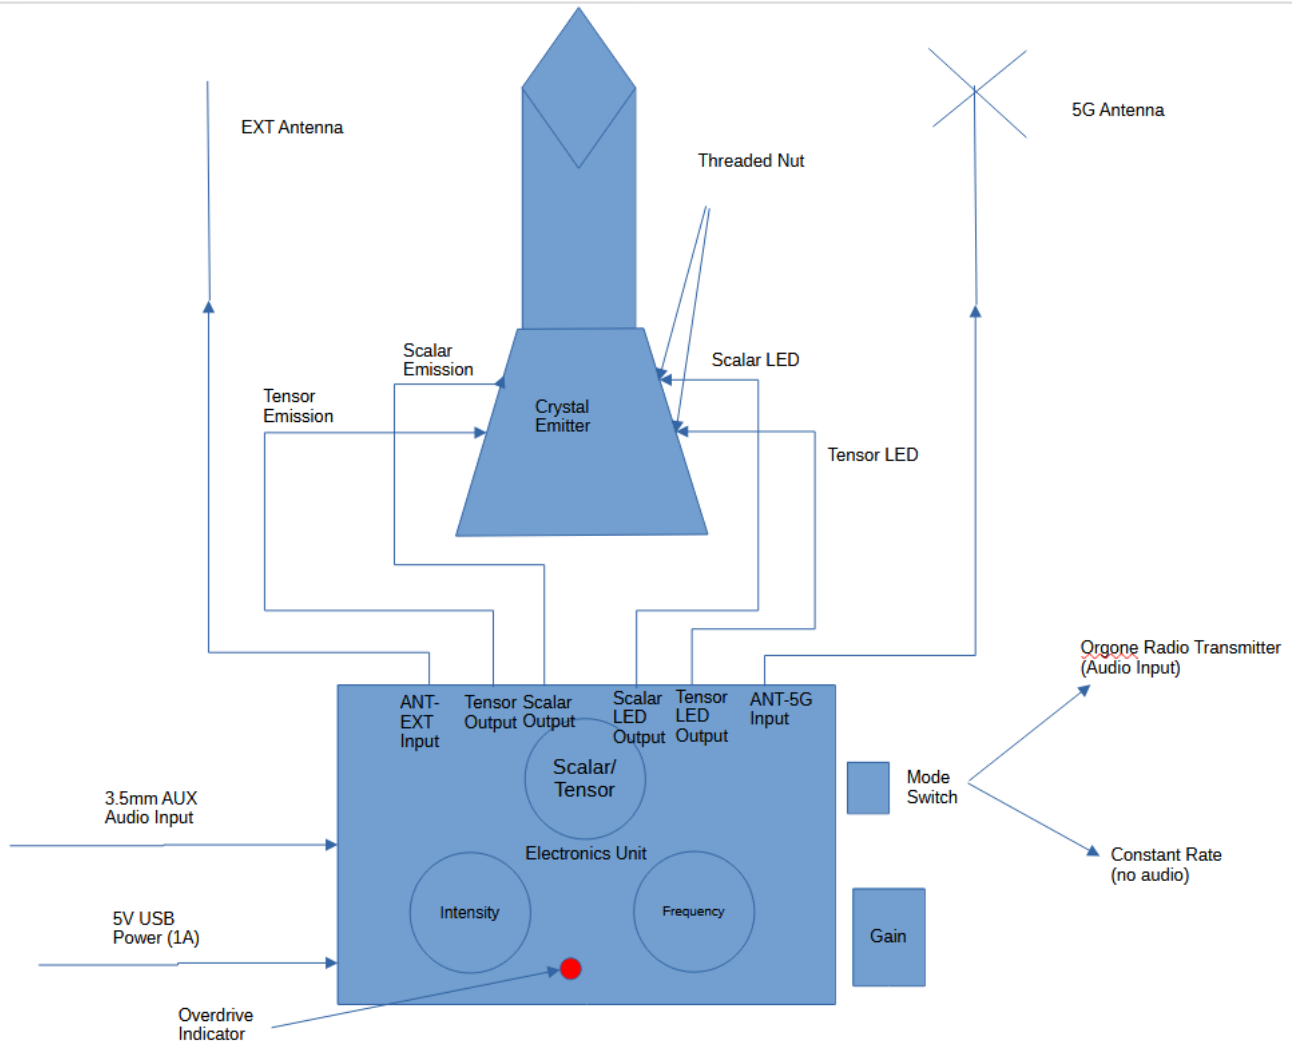 EXT Antenna
5G Antenna
Threaded Nut
Scalar
Emission
Scalar LED
Tensor
Emission
Crystal
Emitter
Tensor LED
ANT-
EXT
Input
Tensor
Output
Scalar
Output
Scalar
LED
Output
Tensor
LED
Output
ANT-5G
Input
Orgone Radio Transmitter
(Audio Input)
Scalar/
Tensor
Mode
Switch
3.5mm AUX
Audio Input
Electronics Unit
Constant Rate
(no audio)
Intensity
Frequency
5V USB
Power (1A)
Gain
Overdrive
Indicator